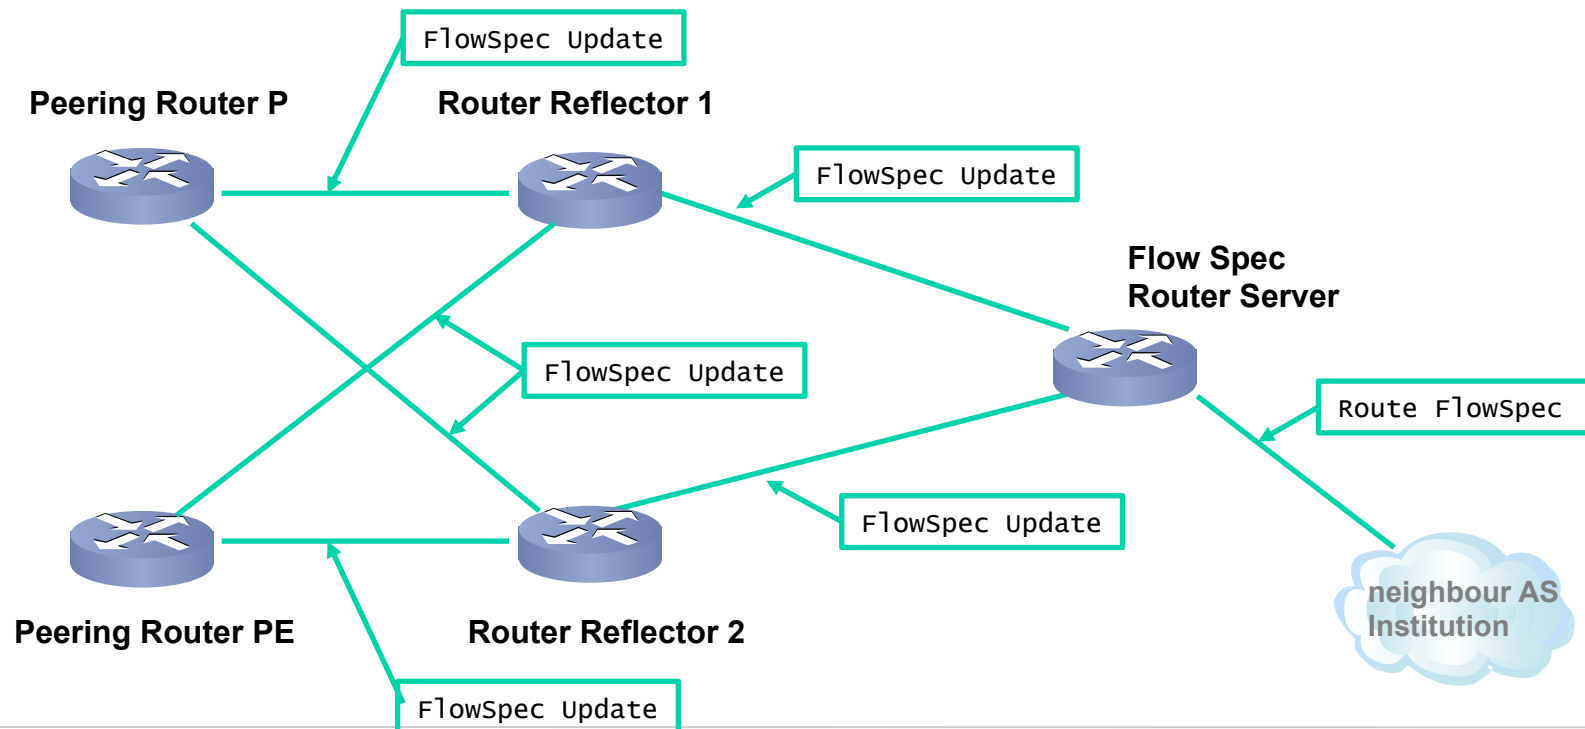 FlowSpec Update
Peering Router P
Router Reflector 1
FlowSpec Update
Flow Spec
Router Server
FlowSpec Update
Route FlowSpec
FlowSpec Update
neighbour AS
Institution
Peering Router PE
Router Reflector 2
FlowSpec Update